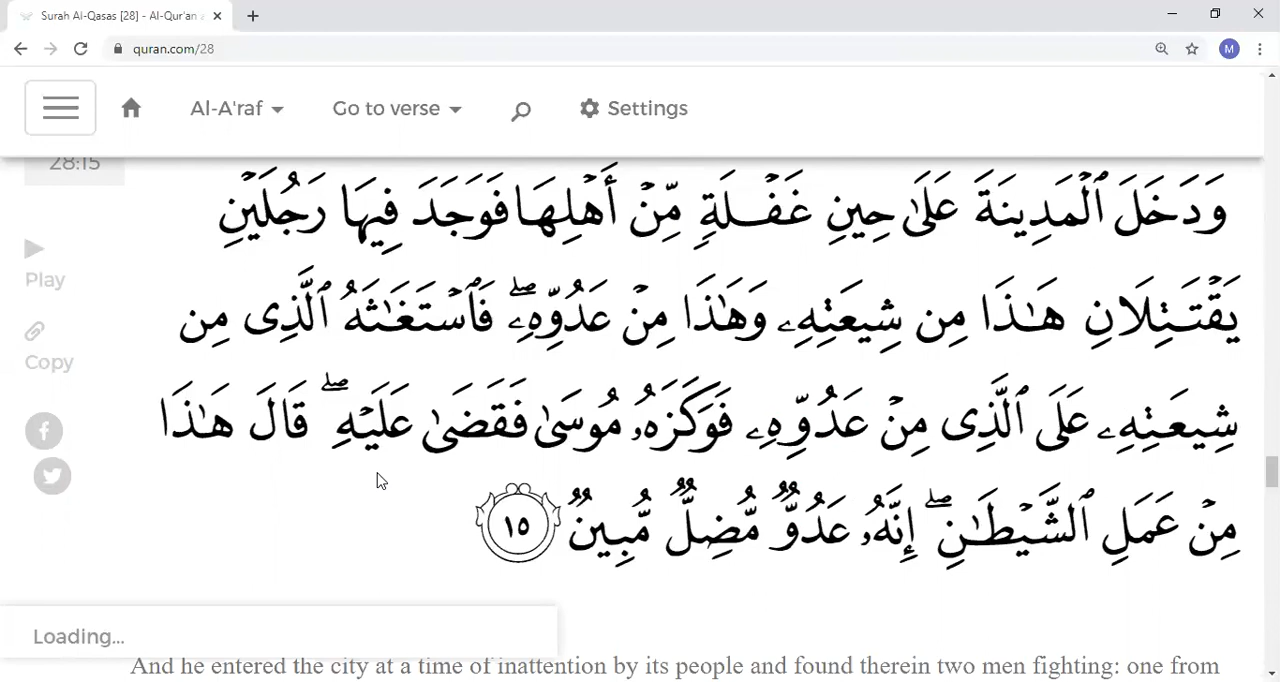 Surah Al-Qasas [28] - Al-Qur'an
quran.com/28
M
Al-A'raf
Go to verse
Settings
28:15
وَدَخَلَ ٱلْمَدِينَةَ عَلَىٰ حِينِ غَفْلَةٍ مِّنْ أَهْلِهَا فَوَجَدَ فِيهَا رَجُلَيْنِ
يَقْتَتِلَانِ هَـٰذَا مِن شِيعَتِهِۦ وَهَـٰذَا مِنْ عَدُوِّهِۦ ۖ فَٱسْتَغَـٰثَهُ ٱلَّذِى مِن
شِيعَتِهِۦ عَلَى ٱلَّذِى مِنْ عَدُوِّهِۦ فَوَكَزَهُۥ مُوسَىٰ فَقَضَىٰ عَلَيْهِ ۖ قَالَ هَـٰذَا
مِنْ عَمَلِ ٱلشَّيْطَـٰنِ ۖ إِنَّهُۥ عَدُوٌّ مُّضِلٌّ مُّبِينٌ ١٥
Play
Copy
Loading...
And he entered the city at a time of inattention by its people and found therein two men fighting: one from